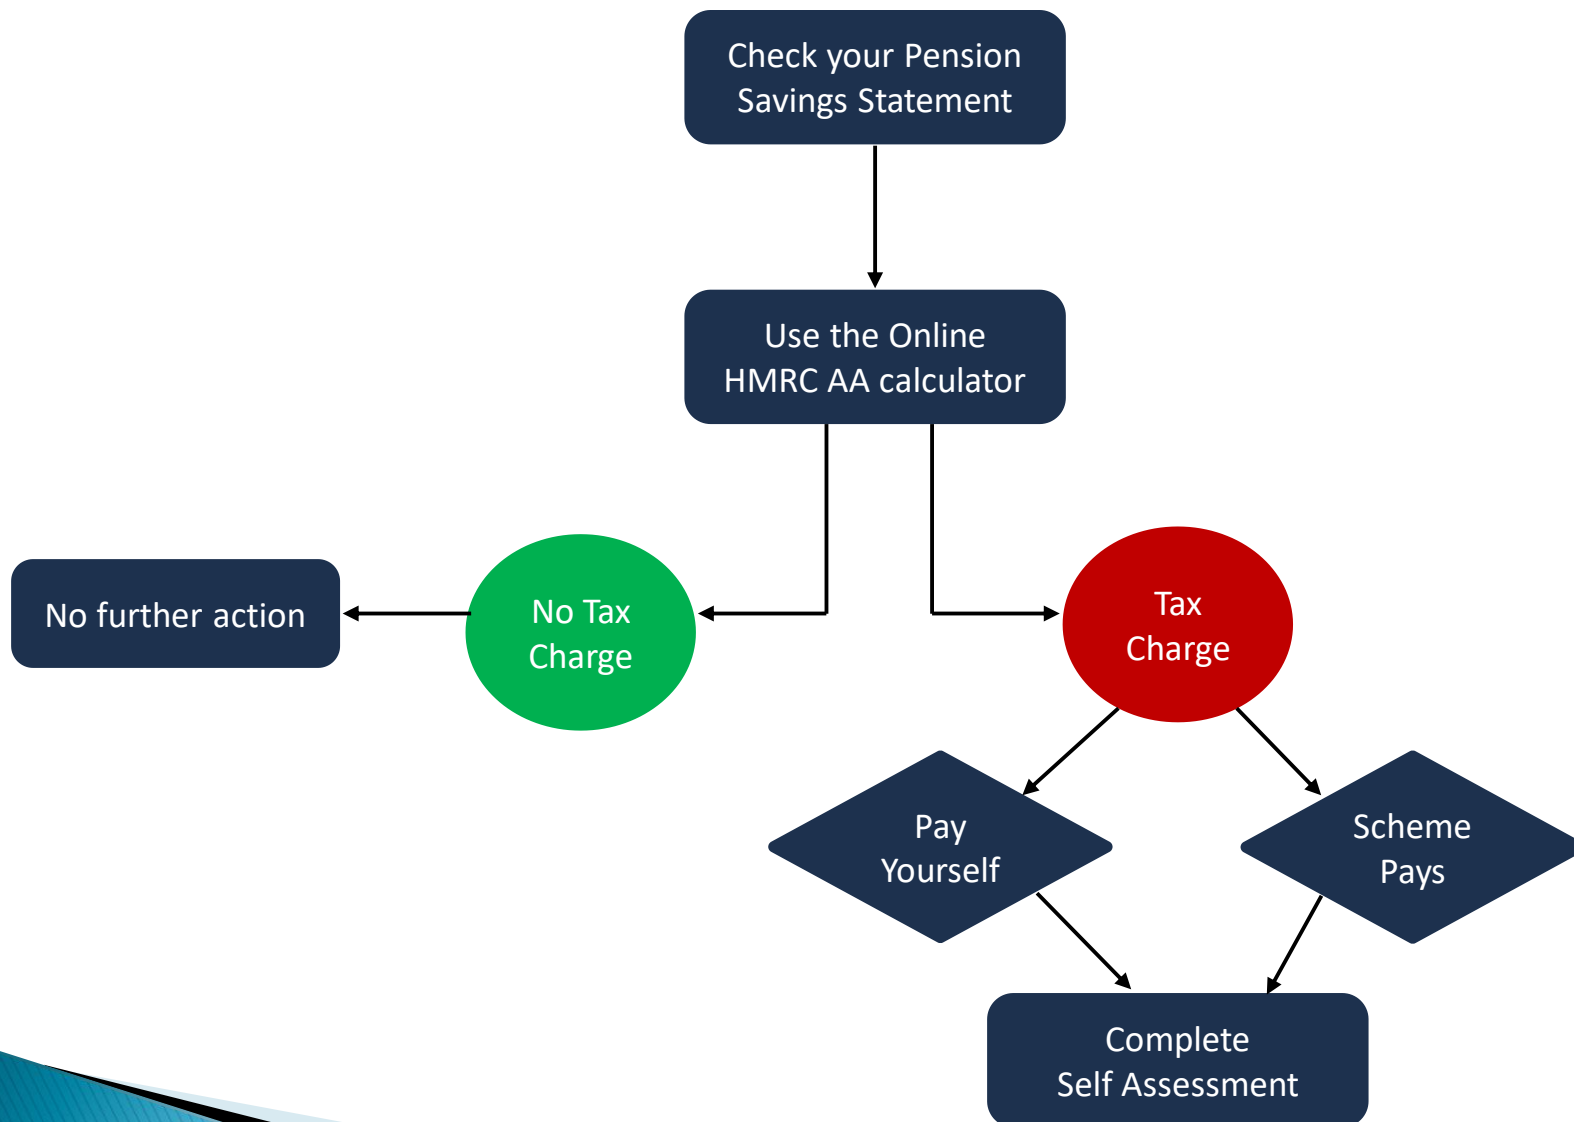 Check your Pension
Savings Statement
Use the Online
HMRC AA calculator
No further action
No Tax
Charge
Tax
Charge
Pay
Yourself
Scheme
Pays
Complete
Self Assessment